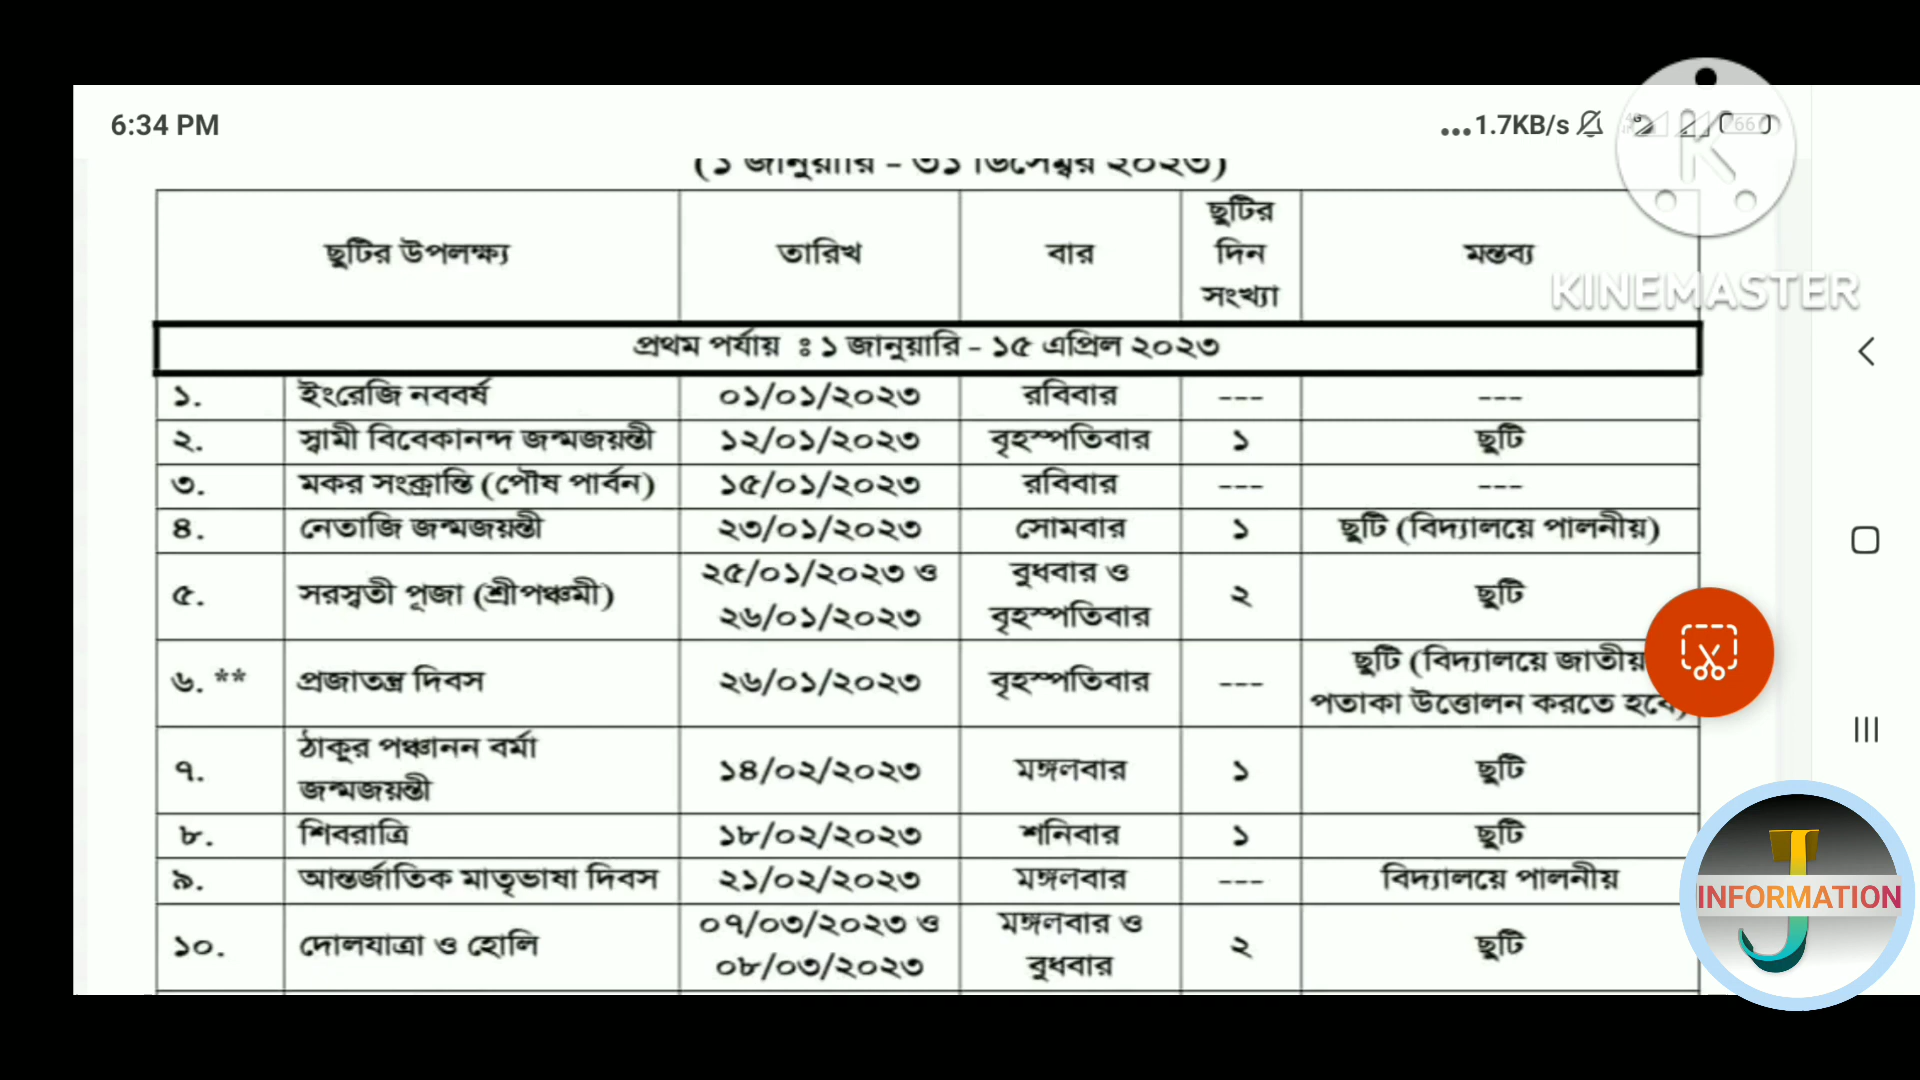 6:34 PM
...1.7KB/s
66
(১ জানুয়ারি - ৩১ ডিসেম্বর ২০২৩)
ছুটির উপলক্ষ্য তারিখ বার ছুটির দিন সংখ্যা মন্তব্য
KINEMASTER
প্রথম পর্যায় ঃ ১ জানুয়ারি - ১৫ এপ্রিল ২০২৩
১. ইংরেজি নববর্ষ ০১/০১/২০২৩ রবিবার --- ---
২. স্বামী বিবেকানন্দ জন্মজয়ন্তী ১২/০১/২০২৩ বৃহস্পতিবার ১ ছুটি
৩. মকর সংক্রান্তি (পৌষ পার্বন) ১৫/০১/২০২৩ রবিবার --- ---
৪. নেতাজি জন্মজয়ন্তী ২৩/০১/২০২৩ সোমবার ১ ছুটি (বিদ্যালয়ে পালনীয়)
৫. সরস্বতী পূজা (শ্রীপঞ্চমী) ২৫/০১/২০২৩ ও ২৬/০১/২০২৩ বুধবার ও বৃহস্পতিবার ২ ছুটি
৬. ** প্রজাতন্ত্র দিবস ২৬/০১/২০২৩ বৃহস্পতিবার --- ছুটি (বিদ্যালয়ে জাতীয় পতাকা উত্তোলন করতে হবে)
৭. ঠাকুর পঞ্চানন বর্মা জন্মজয়ন্তী ১৪/০২/২০২৩ মঙ্গলবার ১ ছুটি
৮. শিবরাত্রি ১৮/০২/২০২৩ শনিবার ১ ছুটি
৯. আন্তর্জাতিক মাতৃভাষা দিবস ২১/০২/২০২৩ মঙ্গলবার --- বিদ্যালয়ে পালনীয়
১০. দোলযাত্রা ও হোলি ০৭/০৩/২০২৩ ও ০৮/০৩/২০২৩ মঙ্গলবার ও বুধবার ২ ছুটি
J
INFORMATION